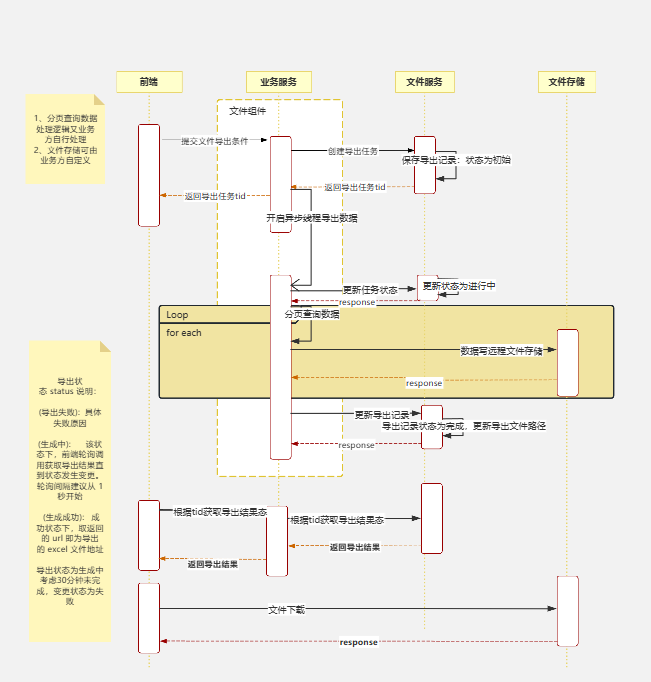 前端
业务服务
文件服务
文件存储
1、分页查询数据
处理逻辑又业务
方自行处理
2、文件存储可由
业务方自定义
文件组件
提交文件导出条件
创建导出任务
保存导出记录：状态为初始
返回导出任务tid
返回导出任务tid
开启异步线程导出数据
更新任务状态
更新状态为进行中
response
Loop
分页查询数据
for each
数据写远程文件存储
response
更新导出记录
导出记录状态为完成，更新导出文件路径
response
导出状
态 status 说明：
(导出失败)：具体
失败原因
(生成中)： 该状
态下，前端轮询调
用获取导出结果直
到状态发生变更。
轮询间隔建议从 1
秒开始
(生成成功)： 成
功状态下，取返回
的 url 即为导出
的 excel 文件地址
导出状态为生成中
考虑30分钟未完
成，变更状态为失
败
根据tid获取导出结果态
根据tid获取导出结果态
返回导出结果
返回导出结果
文件下载
response